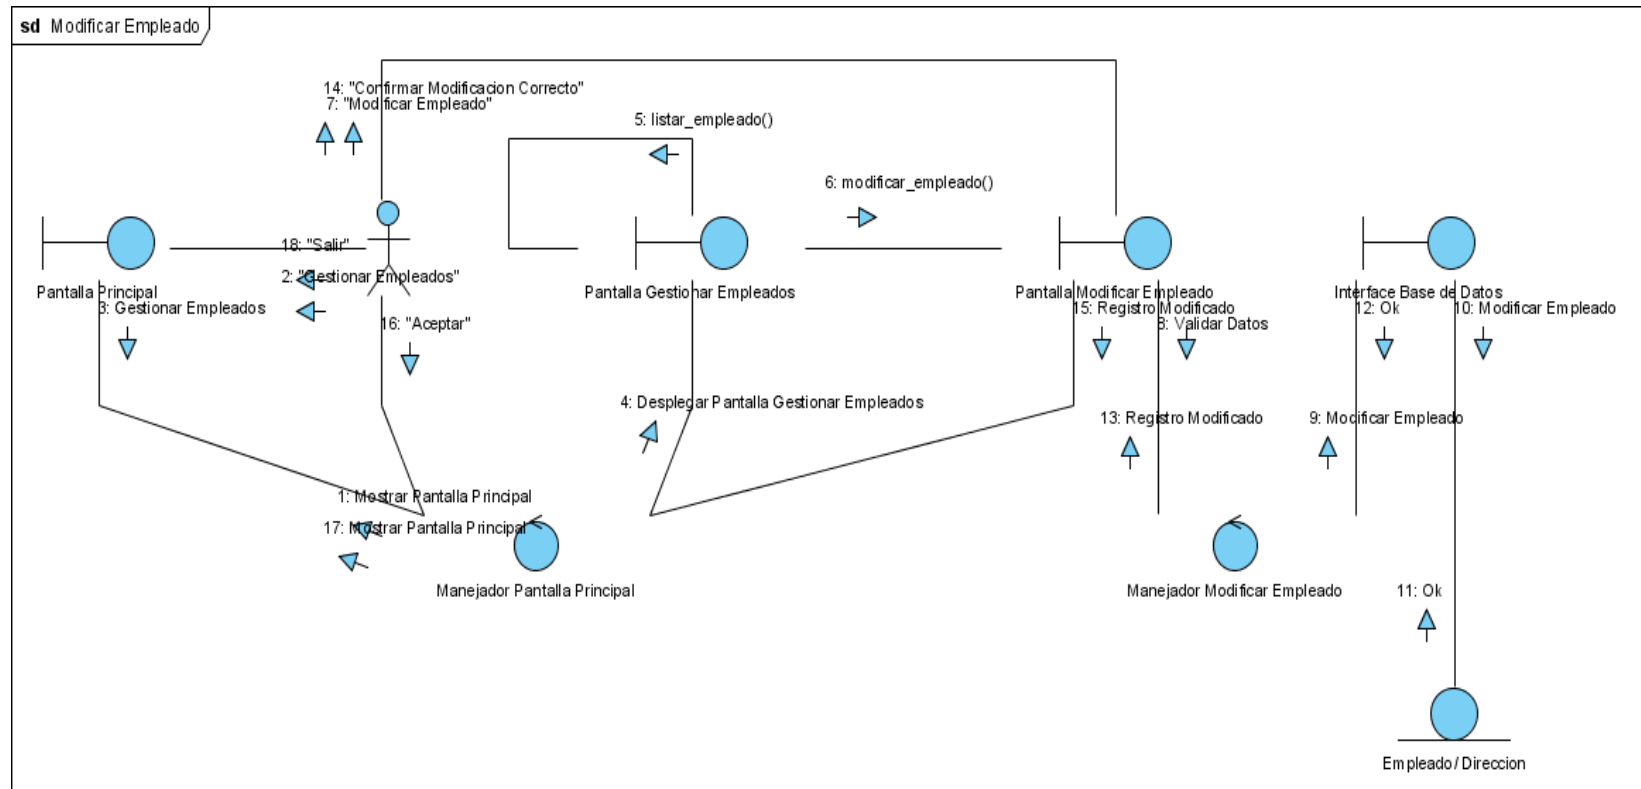 sd Modificar Empleado
14: "Confirmar Modificacion Correcto"
7: "Modificar Empleado"
5: listar_empleado()
6: modificar_empleado()
18: "Salir"
2: "Gestionar Empleados"
Pantalla Principal
Pantalla Gestionar Empleados
Pantalla Modificar Empleado
Interface Base de Datos
3: Gestionar Empleados
15: Registro Modificado
12: Ok
10: Modificar Empleado
16: "Aceptar"
8: Validar Datos
4: Desplegar Pantalla Gestionar Empleados
13: Registro Modificado
9: Modificar Empleado
1: Mostrar Pantalla Principal
17: Mostrar Pantalla Principal
Manejador Pantalla Principal
Manejador Modificar Empleado
11: Ok
Empleado/ Direccion